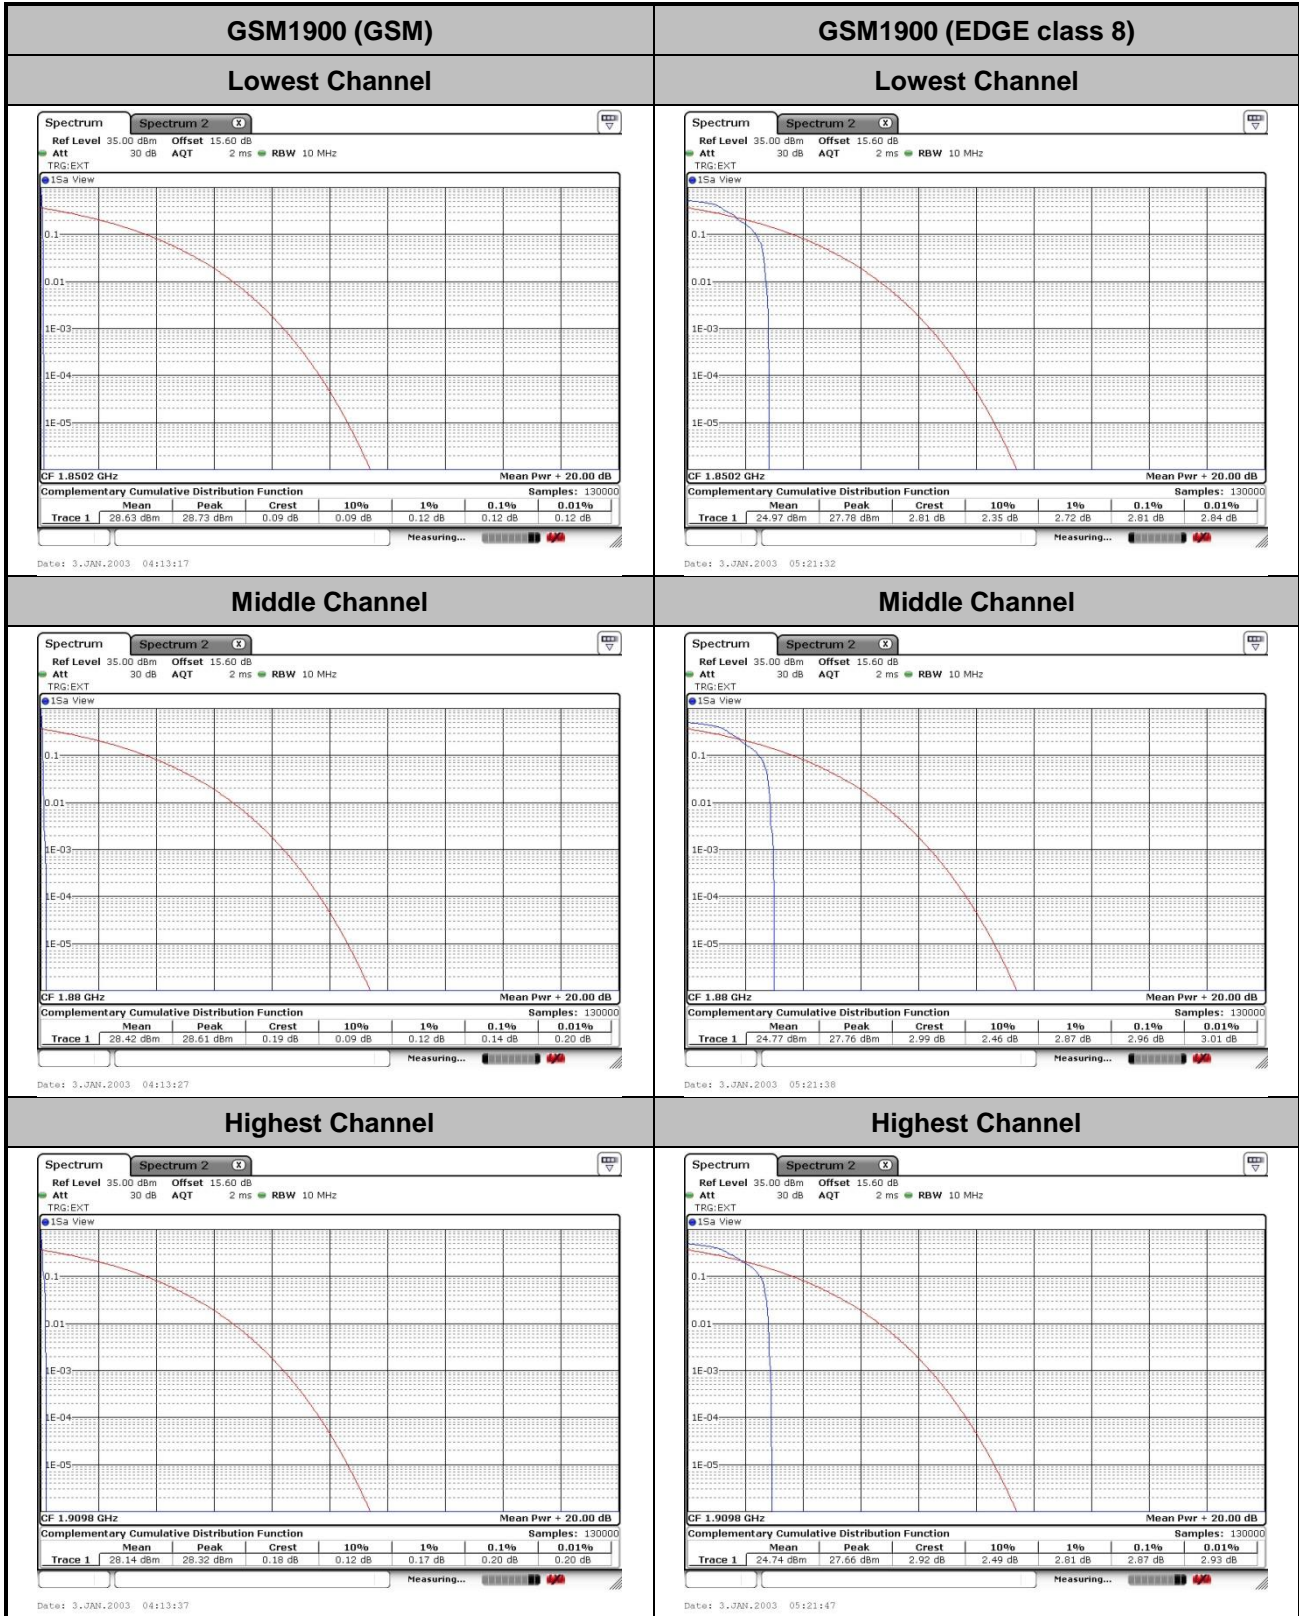 GSM1900 (GSM) GSM1900 (EDGE class 8)
Lowest Channel Lowest Channel
Spectrum Spectrum 2 X
Ref Level 35.00 dBm Offset 15.60 dB
Att 30 dB AQT 2 ms RBW 10 MHz
TRG:EXT
1Sa View
0.1
0.01
1E-03
1E-04
1E-05
CF 1.8502 GHz Mean Pwr + 20.00 dB
Complementary Cumulative Distribution Function Samples: 130000
Mean Peak Crest 10% 1% 0.1% 0.01%
Trace 1 28.63 dBm 28.73 dBm 0.09 dB 0.09 dB 0.12 dB 0.12 dB 0.12 dB
Measuring...
Date: 3.JAN.2003 04:13:17
Spectrum Spectrum 2 X
Ref Level 35.00 dBm Offset 15.60 dB
Att 30 dB AQT 2 ms RBW 10 MHz
TRG:EXT
1Sa View
0.1
0.01
1E-03
1E-04
1E-05
CF 1.8502 GHz Mean Pwr + 20.00 dB
Complementary Cumulative Distribution Function Samples: 130000
Mean Peak Crest 10% 1% 0.1% 0.01%
Trace 1 24.97 dBm 27.78 dBm 2.81 dB 2.35 dB 2.72 dB 2.81 dB 2.84 dB
Measuring...
Date: 3.JAN.2003 05:21:32
Middle Channel Middle Channel
Spectrum Spectrum 2 X
Ref Level 35.00 dBm Offset 15.60 dB
Att 30 dB AQT 2 ms RBW 10 MHz
TRG:EXT
1Sa View
0.1
0.01
1E-03
1E-04
1E-05
CF 1.88 GHz Mean Pwr + 20.00 dB
Complementary Cumulative Distribution Function Samples: 130000
Mean Peak Crest 10% 1% 0.1% 0.01%
Trace 1 28.42 dBm 28.61 dBm 0.19 dB 0.09 dB 0.12 dB 0.14 dB 0.20 dB
Measuring...
Date: 3.JAN.2003 04:13:27
Spectrum Spectrum 2 X
Ref Level 35.00 dBm Offset 15.60 dB
Att 30 dB AQT 2 ms RBW 10 MHz
TRG:EXT
1Sa View
0.1
0.01
1E-03
1E-04
1E-05
CF 1.88 GHz Mean Pwr + 20.00 dB
Complementary Cumulative Distribution Function Samples: 130000
Mean Peak Crest 10% 1% 0.1% 0.01%
Trace 1 24.77 dBm 27.76 dBm 2.99 dB 2.46 dB 2.87 dB 2.96 dB 3.01 dB
Measuring...
Date: 3.JAN.2003 05:21:38
Highest Channel Highest Channel
Spectrum Spectrum 2 X
Ref Level 35.00 dBm Offset 15.60 dB
Att 30 dB AQT 2 ms RBW 10 MHz
TRG:EXT
1Sa View
0.1
0.01
1E-03
1E-04
1E-05
CF 1.9098 GHz Mean Pwr + 20.00 dB
Complementary Cumulative Distribution Function Samples: 130000
Mean Peak Crest 10% 1% 0.1% 0.01%
Trace 1 28.14 dBm 28.32 dBm 0.18 dB 0.12 dB 0.17 dB 0.20 dB 0.20 dB
Measuring...
Date: 3.JAN.2003 04:13:37
Spectrum Spectrum 2 X
Ref Level 35.00 dBm Offset 15.60 dB
Att 30 dB AQT 2 ms RBW 10 MHz
TRG:EXT
1Sa View
0.1
0.01
1E-03
1E-04
1E-05
CF 1.9098 GHz Mean Pwr + 20.00 dB
Complementary Cumulative Distribution Function Samples: 130000
Mean Peak Crest 10% 1% 0.1% 0.01%
Trace 1 24.74 dBm 27.66 dBm 2.92 dB 2.49 dB 2.81 dB 2.87 dB 2.93 dB
Measuring...
Date: 3.JAN.2003 05:21:47